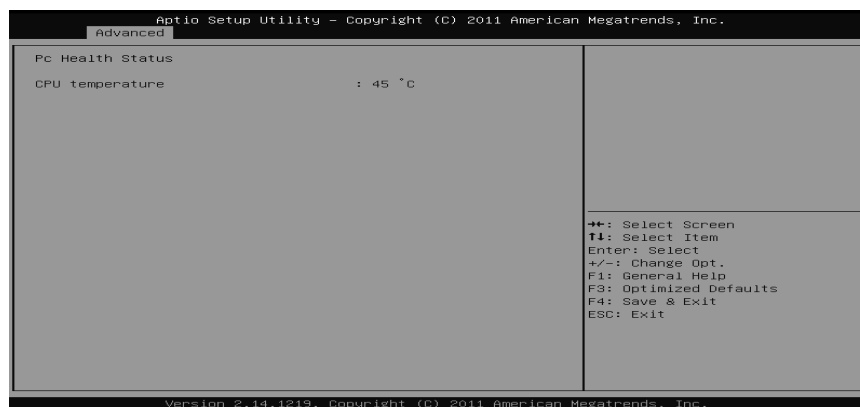 Aptio Setup Utility – Copyright (C) 2011 American Megatrends, Inc.
Advanced
Pc Health Status
CPU temperature : 45 °C
→←: Select Screen
↑↓: Select Item
Enter: Select
+/-: Change Opt.
F1: General Help
F3: Optimized Defaults
F4: Save & Exit
ESC: Exit
Version 2.14.1219. Copyright (C) 2011 American Megatrends, Inc.